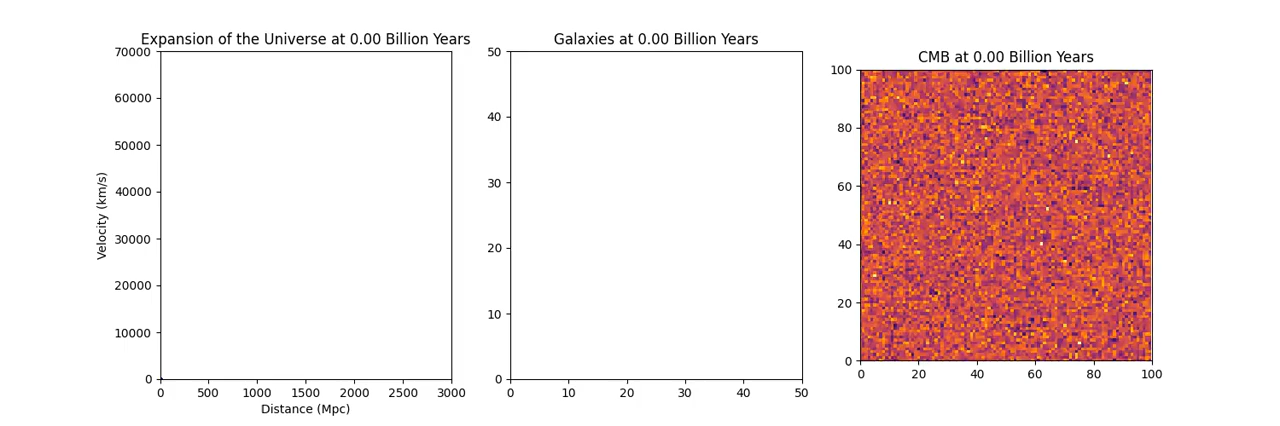 Expansion of the Universe at 0.00 Billion Years
70000
60000
50000
40000
30000
20000
10000
0
Velocity (km/s)
0 500 1000 1500 2000 2500 3000
Distance (Mpc)
Galaxies at 0.00 Billion Years
50
40
30
20
10
0
0 10 20 30 40 50
CMB at 0.00 Billion Years
100
80
60
40
20
0
0 20 40 60 80 100